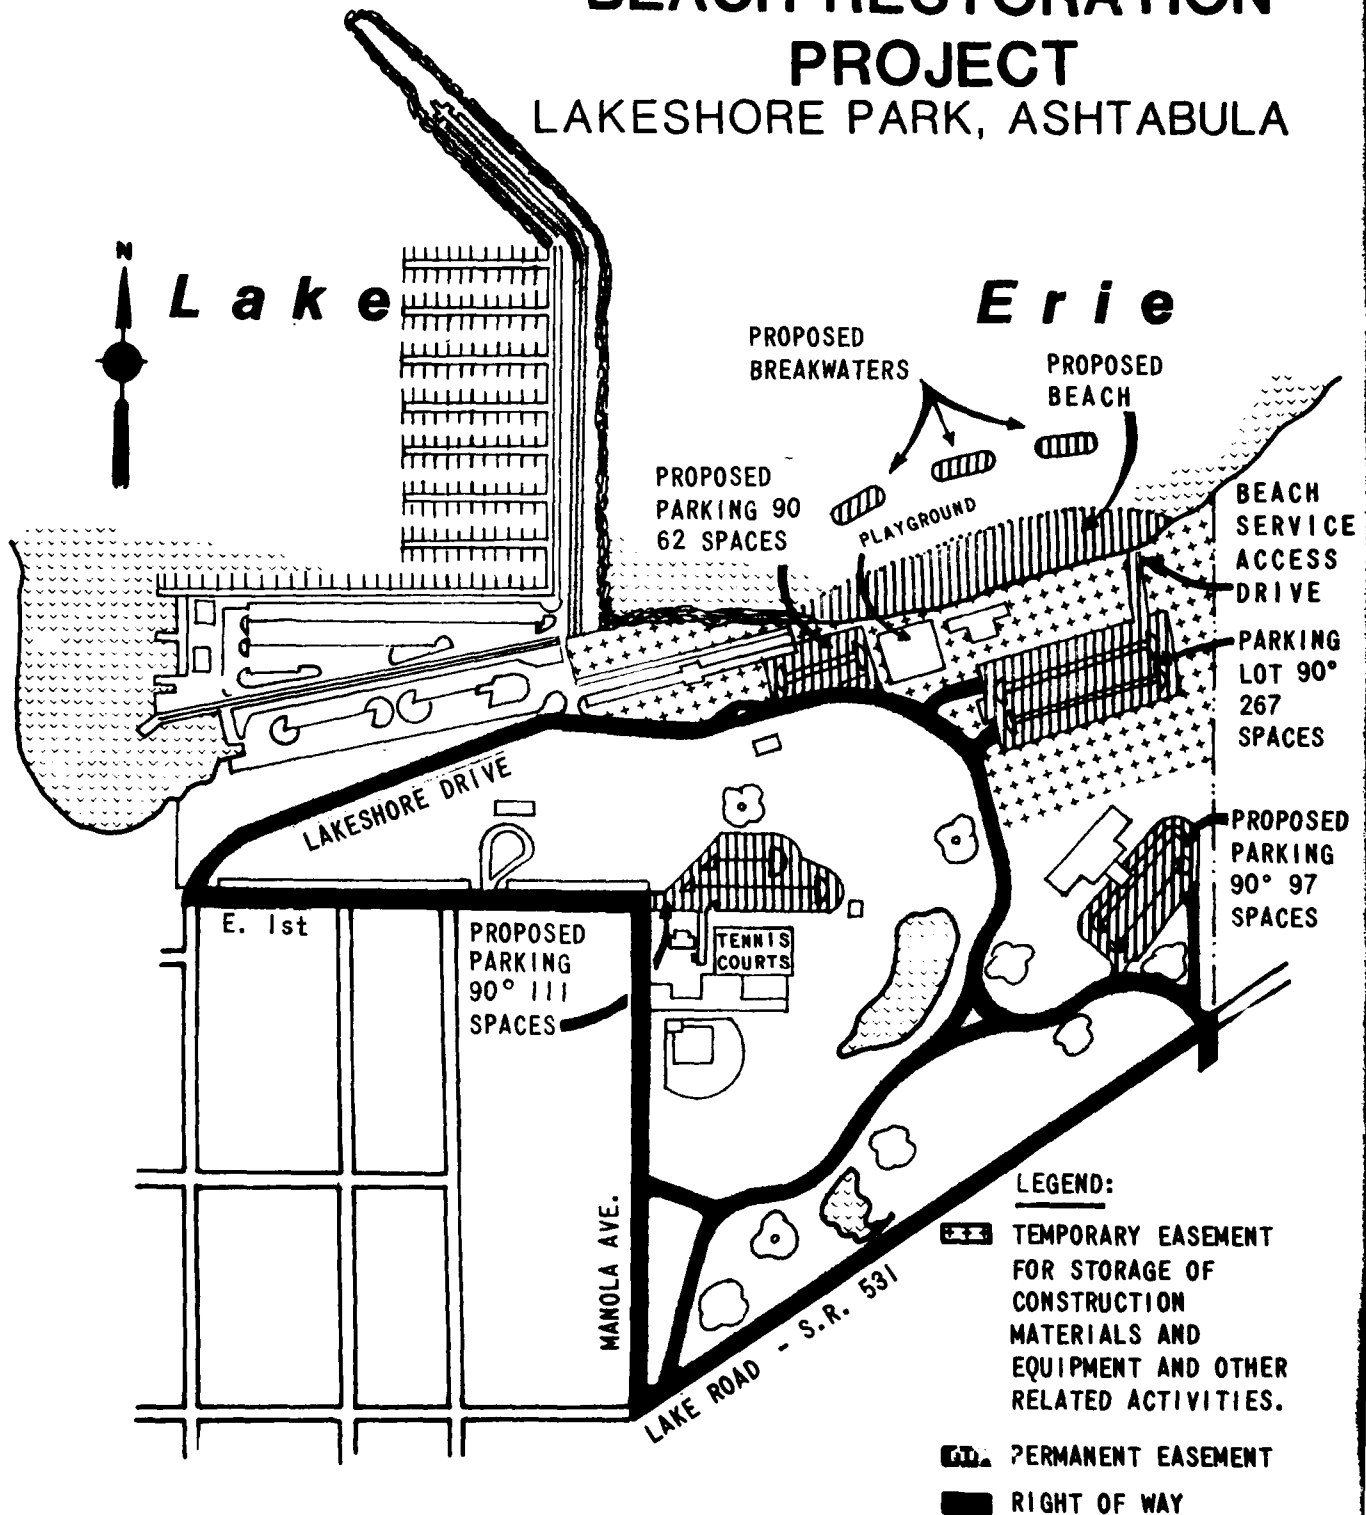 BEACH RESTORATION
PROJECT
LAKESHORE PARK, ASHTABULA
N
Lake
Erie
PROPOSED
BREAKWATERS
PROPOSED
BEACH
PROPOSED
PARKING 90
62 SPACES
PLAYGROUND
BEACH
SERVICE
ACCESS
DRIVE
PARKING
LOT 90°
267
SPACES
LAKESHORE DRIVE
PROPOSED
PARKING
90° 97
SPACES
E. 1st
PROPOSED
PARKING
90° 111
SPACES
TENNIS
COURTS
MANOLA AVE.
LAKE ROAD - S.R. 531
LEGEND:
TEMPORARY EASEMENT
FOR STORAGE OF
CONSTRUCTION
MATERIALS AND
EQUIPMENT AND OTHER
RELATED ACTIVITIES.
PERMANENT EASEMENT
RIGHT OF WAY